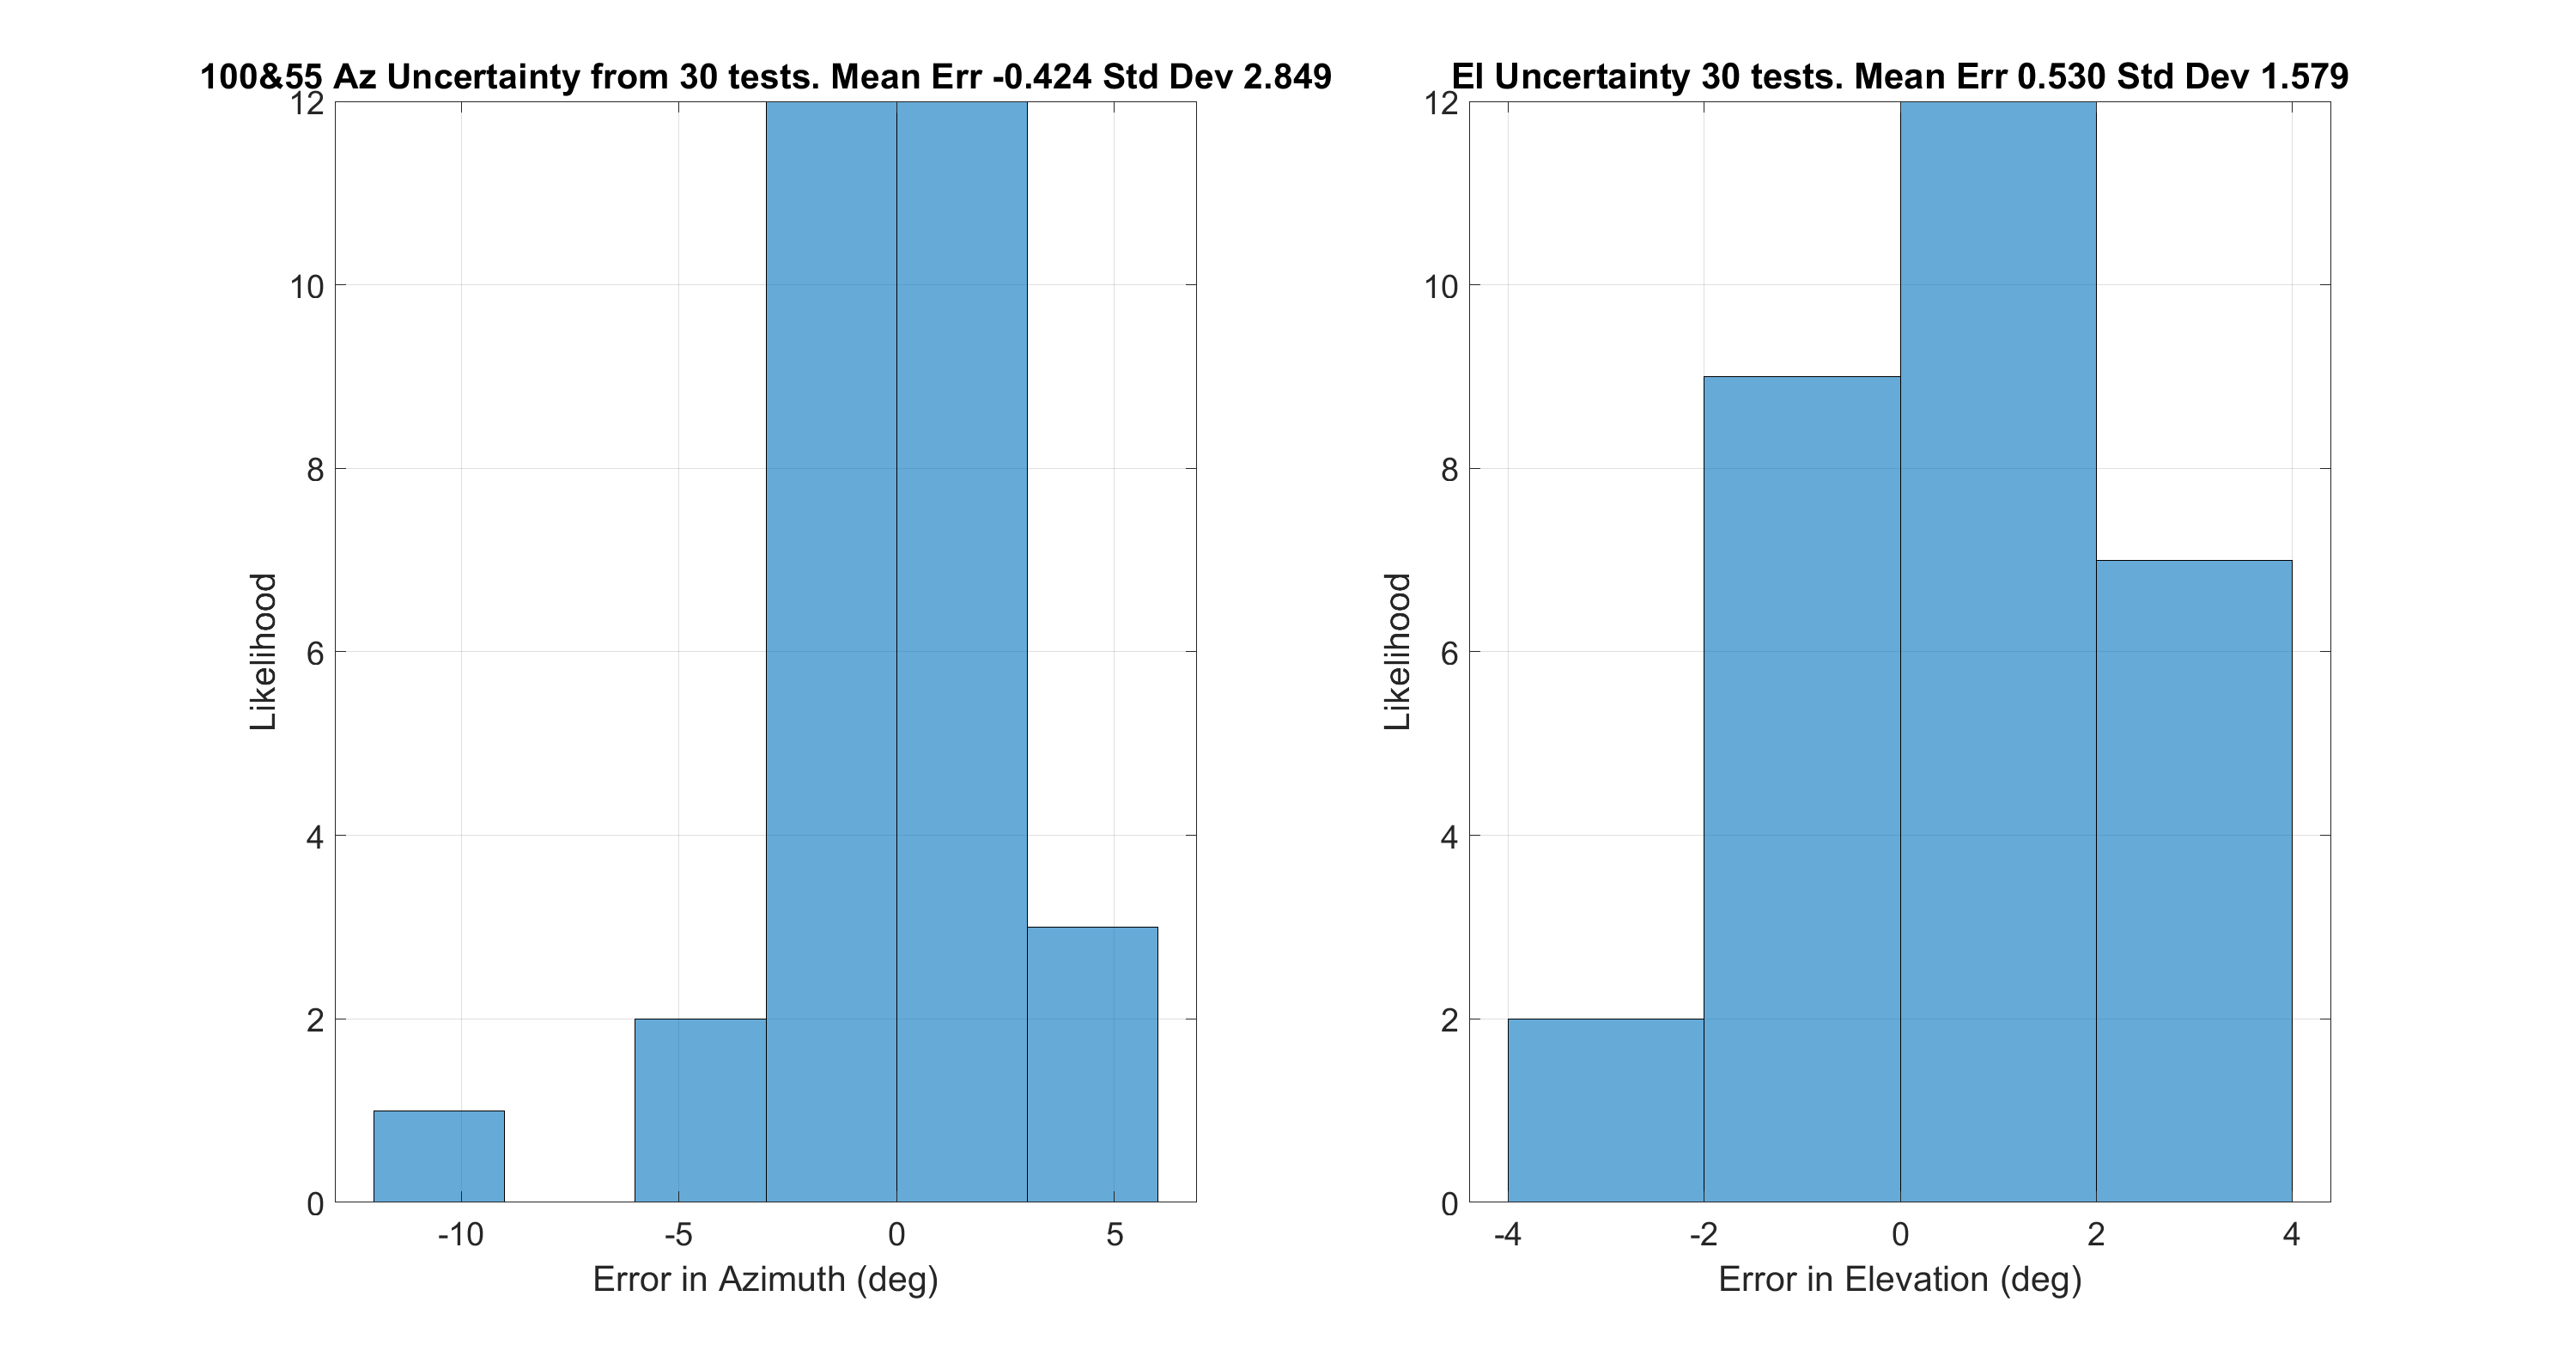 100&55 Az Uncertainty from 30 tests. Mean Err -0.424 Std Dev 2.849
12
10
8
6
4
2
0
Likelihood
-10 -5 0 5
Error in Azimuth (deg)
El Uncertainty 30 tests. Mean Err 0.530 Std Dev 1.579
12
10
8
6
4
2
0
Likelihood
-4 -2 0 2 4
Error in Elevation (deg)